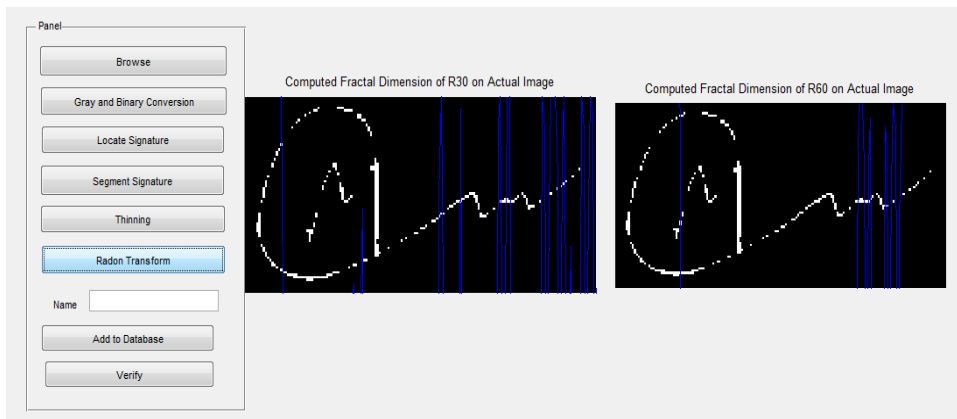 Panel
Browse
Gray and Binary Conversion
Locate Signature
Segment Signature
Thinning
Radon Transform
Name
Add to Database
Verify
Computed Fractal Dimension of R30 on Actual Image
Computed Fractal Dimension of R60 on Actual Image